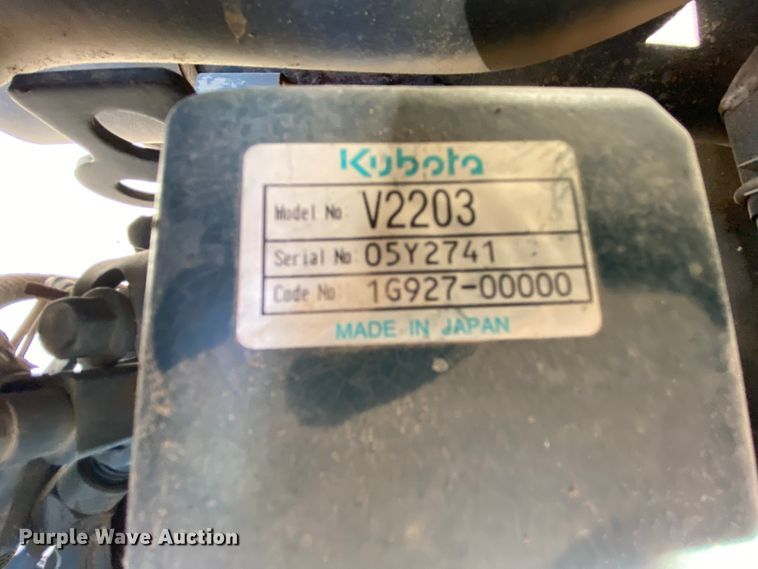 Kubota
Model No V2203
Serial No 05Y2741
Code No 1G927-00000
MADE IN JAPAN
Purple Wave Auction